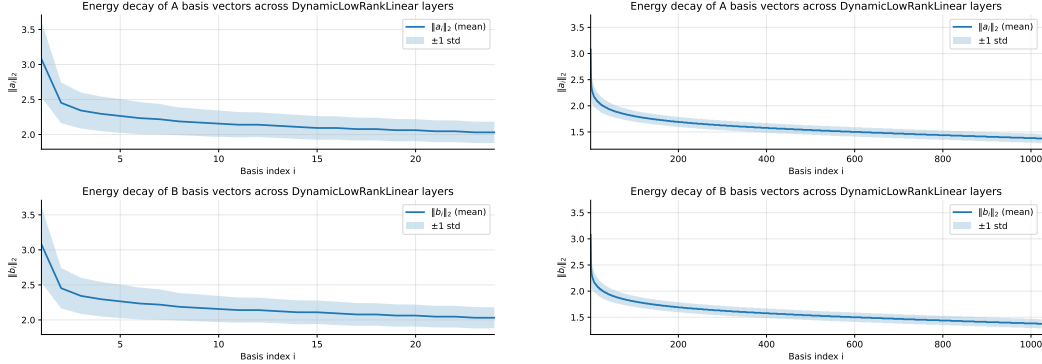 Energy decay of A basis vectors across DynamicLowRankLinear layers
‖aᵢ‖₂
3.5
3.0
2.5
2.0
‖aᵢ‖₂ (mean)
±1 std
5
10
15
20
Basis index i
Energy decay of A basis vectors across DynamicLowRankLinear layers
‖aᵢ‖₂
3.5
3.0
2.5
2.0
1.5
‖aᵢ‖₂ (mean)
±1 std
200
400
600
800
1000
Basis index i
Energy decay of B basis vectors across DynamicLowRankLinear layers
‖bᵢ‖₂
3.5
3.0
2.5
2.0
‖bᵢ‖₂ (mean)
±1 std
5
10
15
20
Basis index i
Energy decay of B basis vectors across DynamicLowRankLinear layers
‖bᵢ‖₂
3.5
3.0
2.5
2.0
1.5
‖bᵢ‖₂ (mean)
±1 std
200
400
600
800
1000
Basis index i